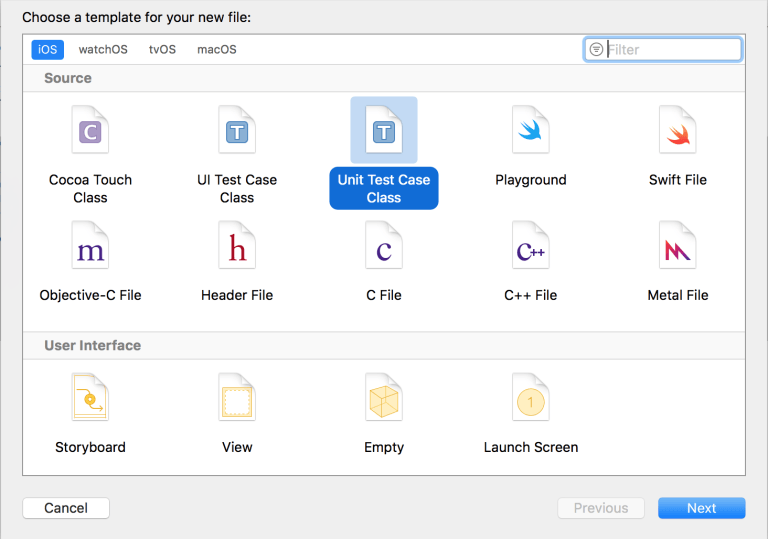 Choose a template for your new file:
iOS watchOS tvOS macOS
Filter
Source
C T T
Cocoa Touch Class
UI Test Case Class
Unit Test Case Class
Playground
Swift File
m h c C++
Objective-C File
Header File
C File
C++ File
Metal File
User Interface
1
Storyboard
View
Empty
Launch Screen
Cancel
Previous
Next